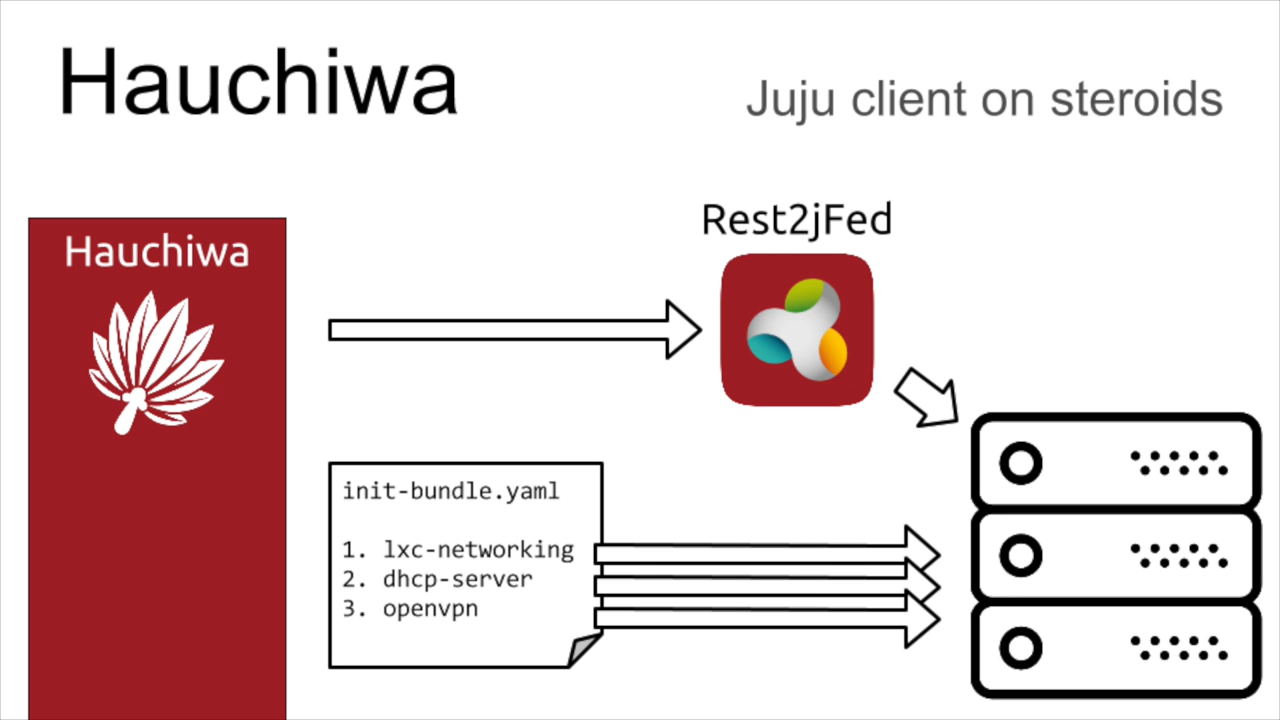 Hauchiwa
Juju client on steroids
Hauchiwa
Rest2jFed
init-bundle.yaml
1. lxc-networking
2. dhcp-server
3. openvpn